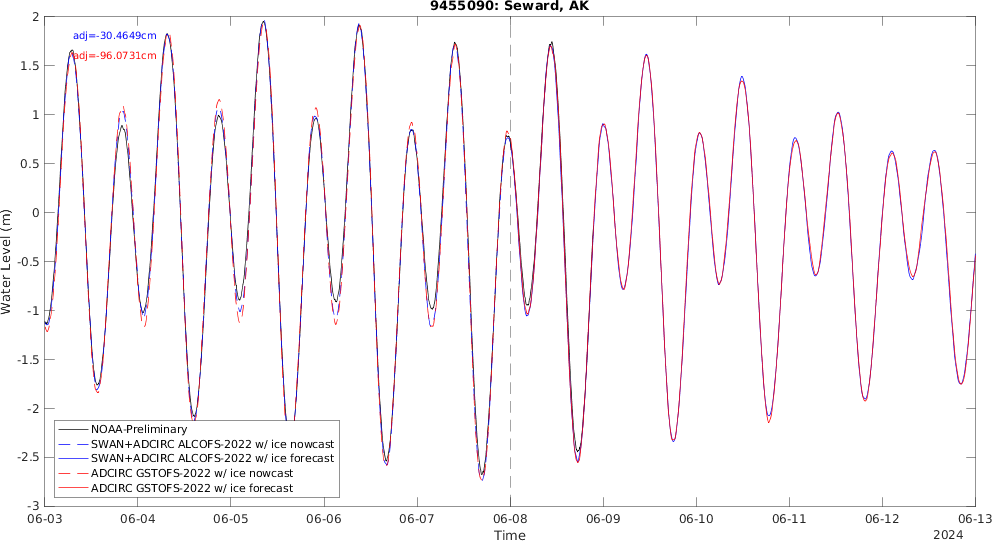 9455090: Seward, AK
adj=-30.4649cm
adj=-96.0731cm
Water Level (m)
2
1.5
1
0.5
0
-0.5
-1
-1.5
-2
-2.5
-3
NOAA-Preliminary
SWAN+ADCIRC ALCOFS-2022 w/ ice nowcast
SWAN+ADCIRC ALCOFS-2022 w/ ice forecast
ADCIRC GSTOFS-2022 w/ ice nowcast
ADCIRC GSTOFS-2022 w/ ice forecast
06-03 06-04 06-05 06-06 06-07 06-08 06-09 06-10 06-11 06-12 06-13
Time
2024